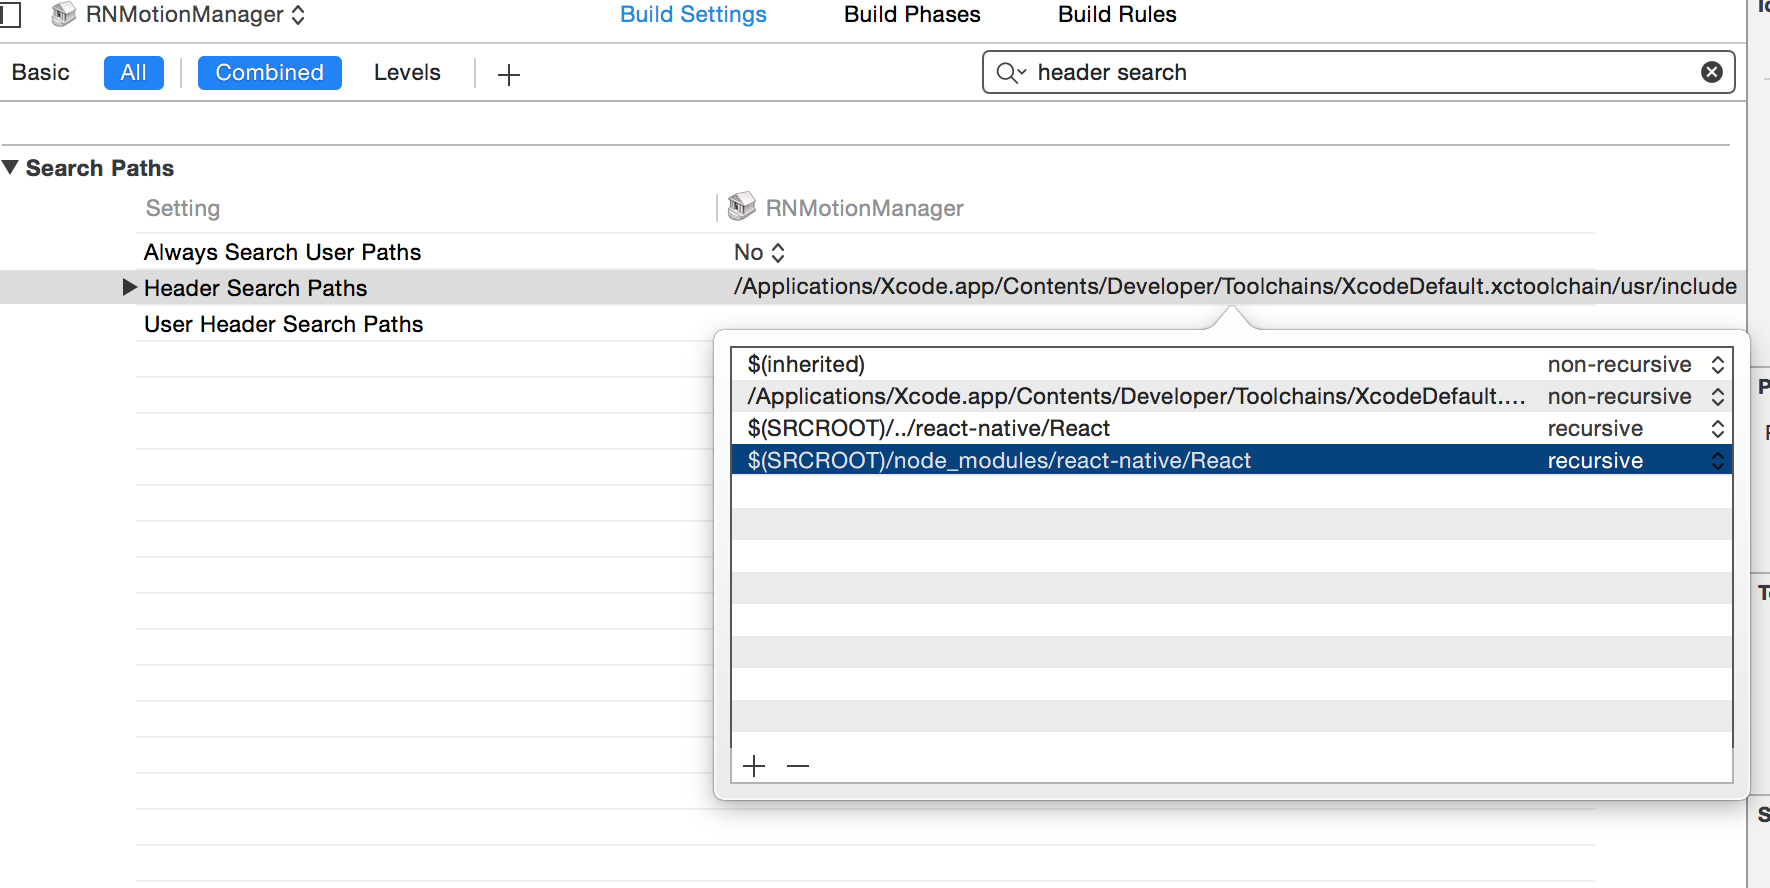 RNMotionManager Build Settings Build Phases Build Rules
Basic All Combined Levels header search
Search Paths
Setting RNMotionManager
Always Search User Paths No
Header Search Paths /Applications/Xcode.app/Contents/Developer/Toolchains/XcodeDefault.xctoolchain/usr/include
User Header Search Paths
$(inherited) non-recursive
/Applications/Xcode.app/Contents/Developer/Toolchains/XcodeDefault.... non-recursive
$(SRCROOT)/../react-native/React recursive
$(SRCROOT)/node_modules/react-native/React recursive